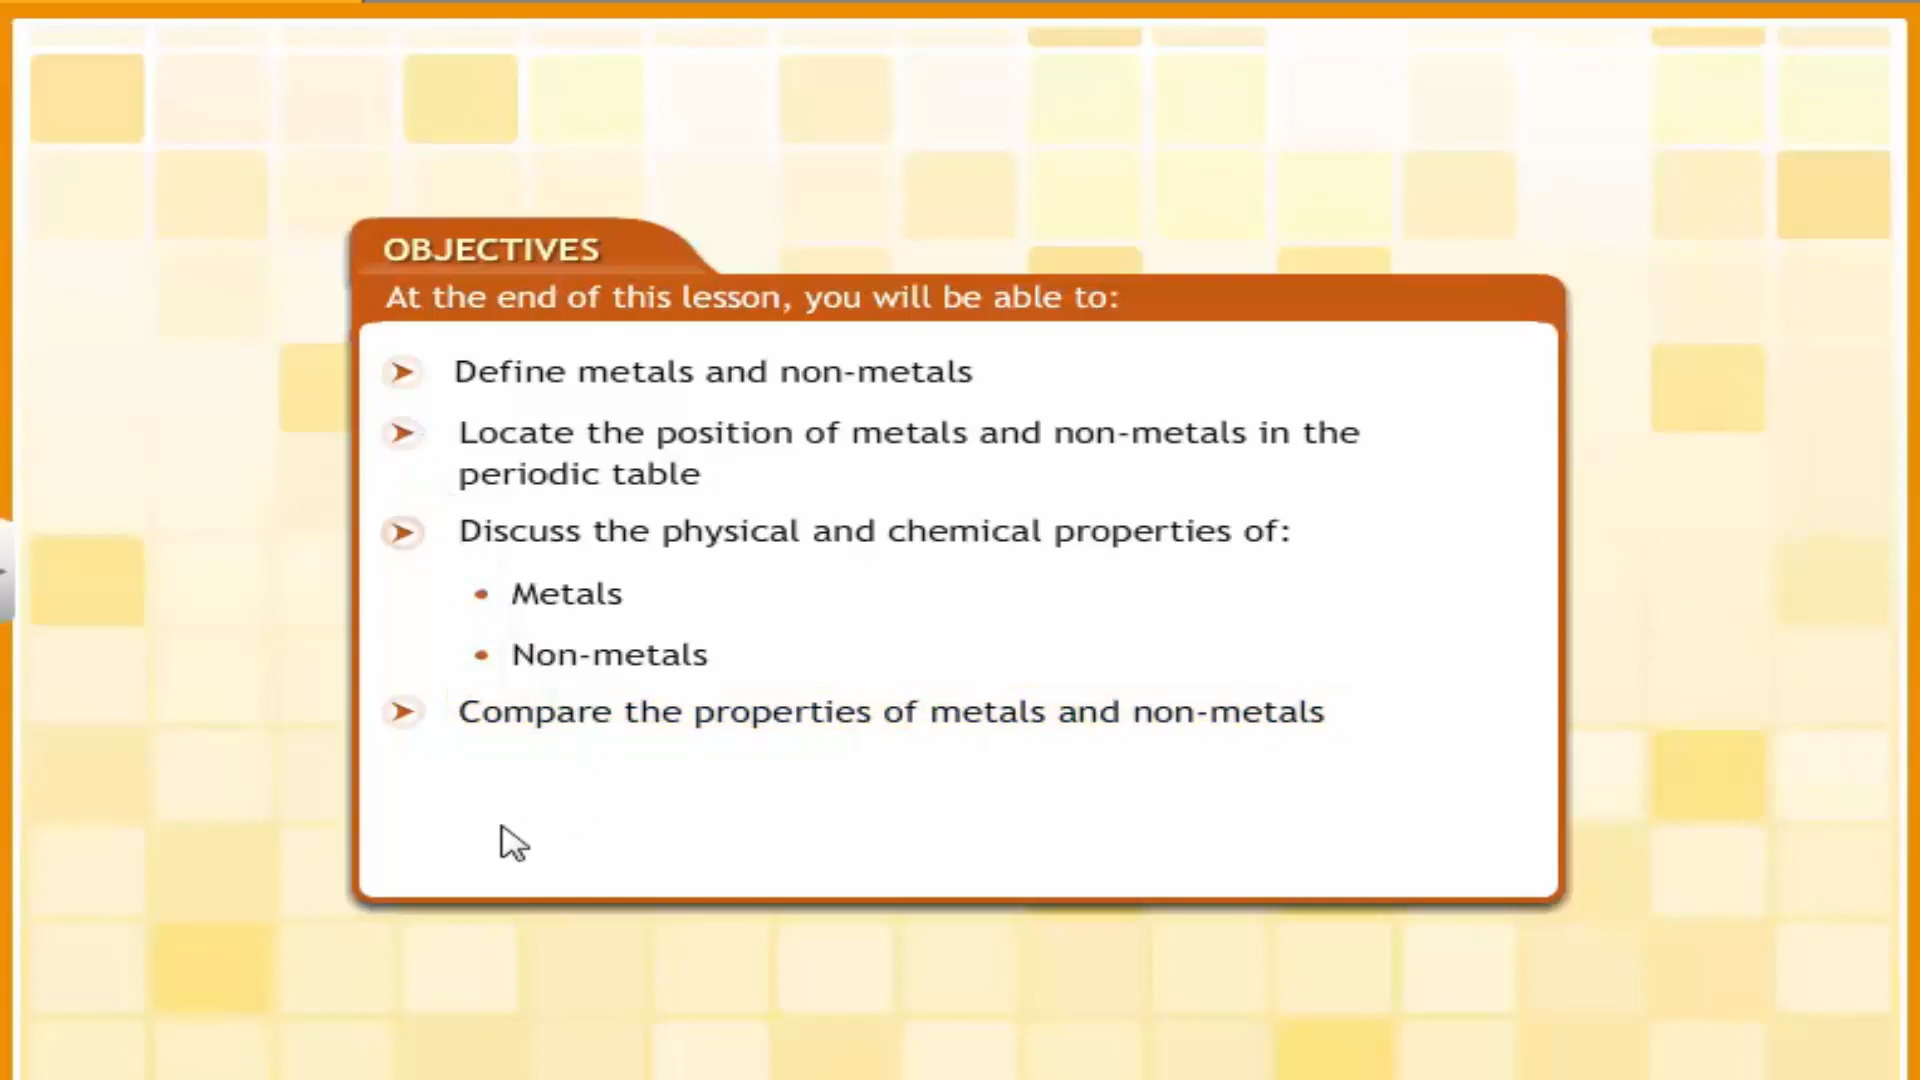 OBJECTIVES
At the end of this lesson, you will be able to:
Define metals and non-metals
Locate the position of metals and non-metals in the
periodic table
Discuss the physical and chemical properties of:
• Metals
• Non-metals
Compare the properties of metals and non-metals